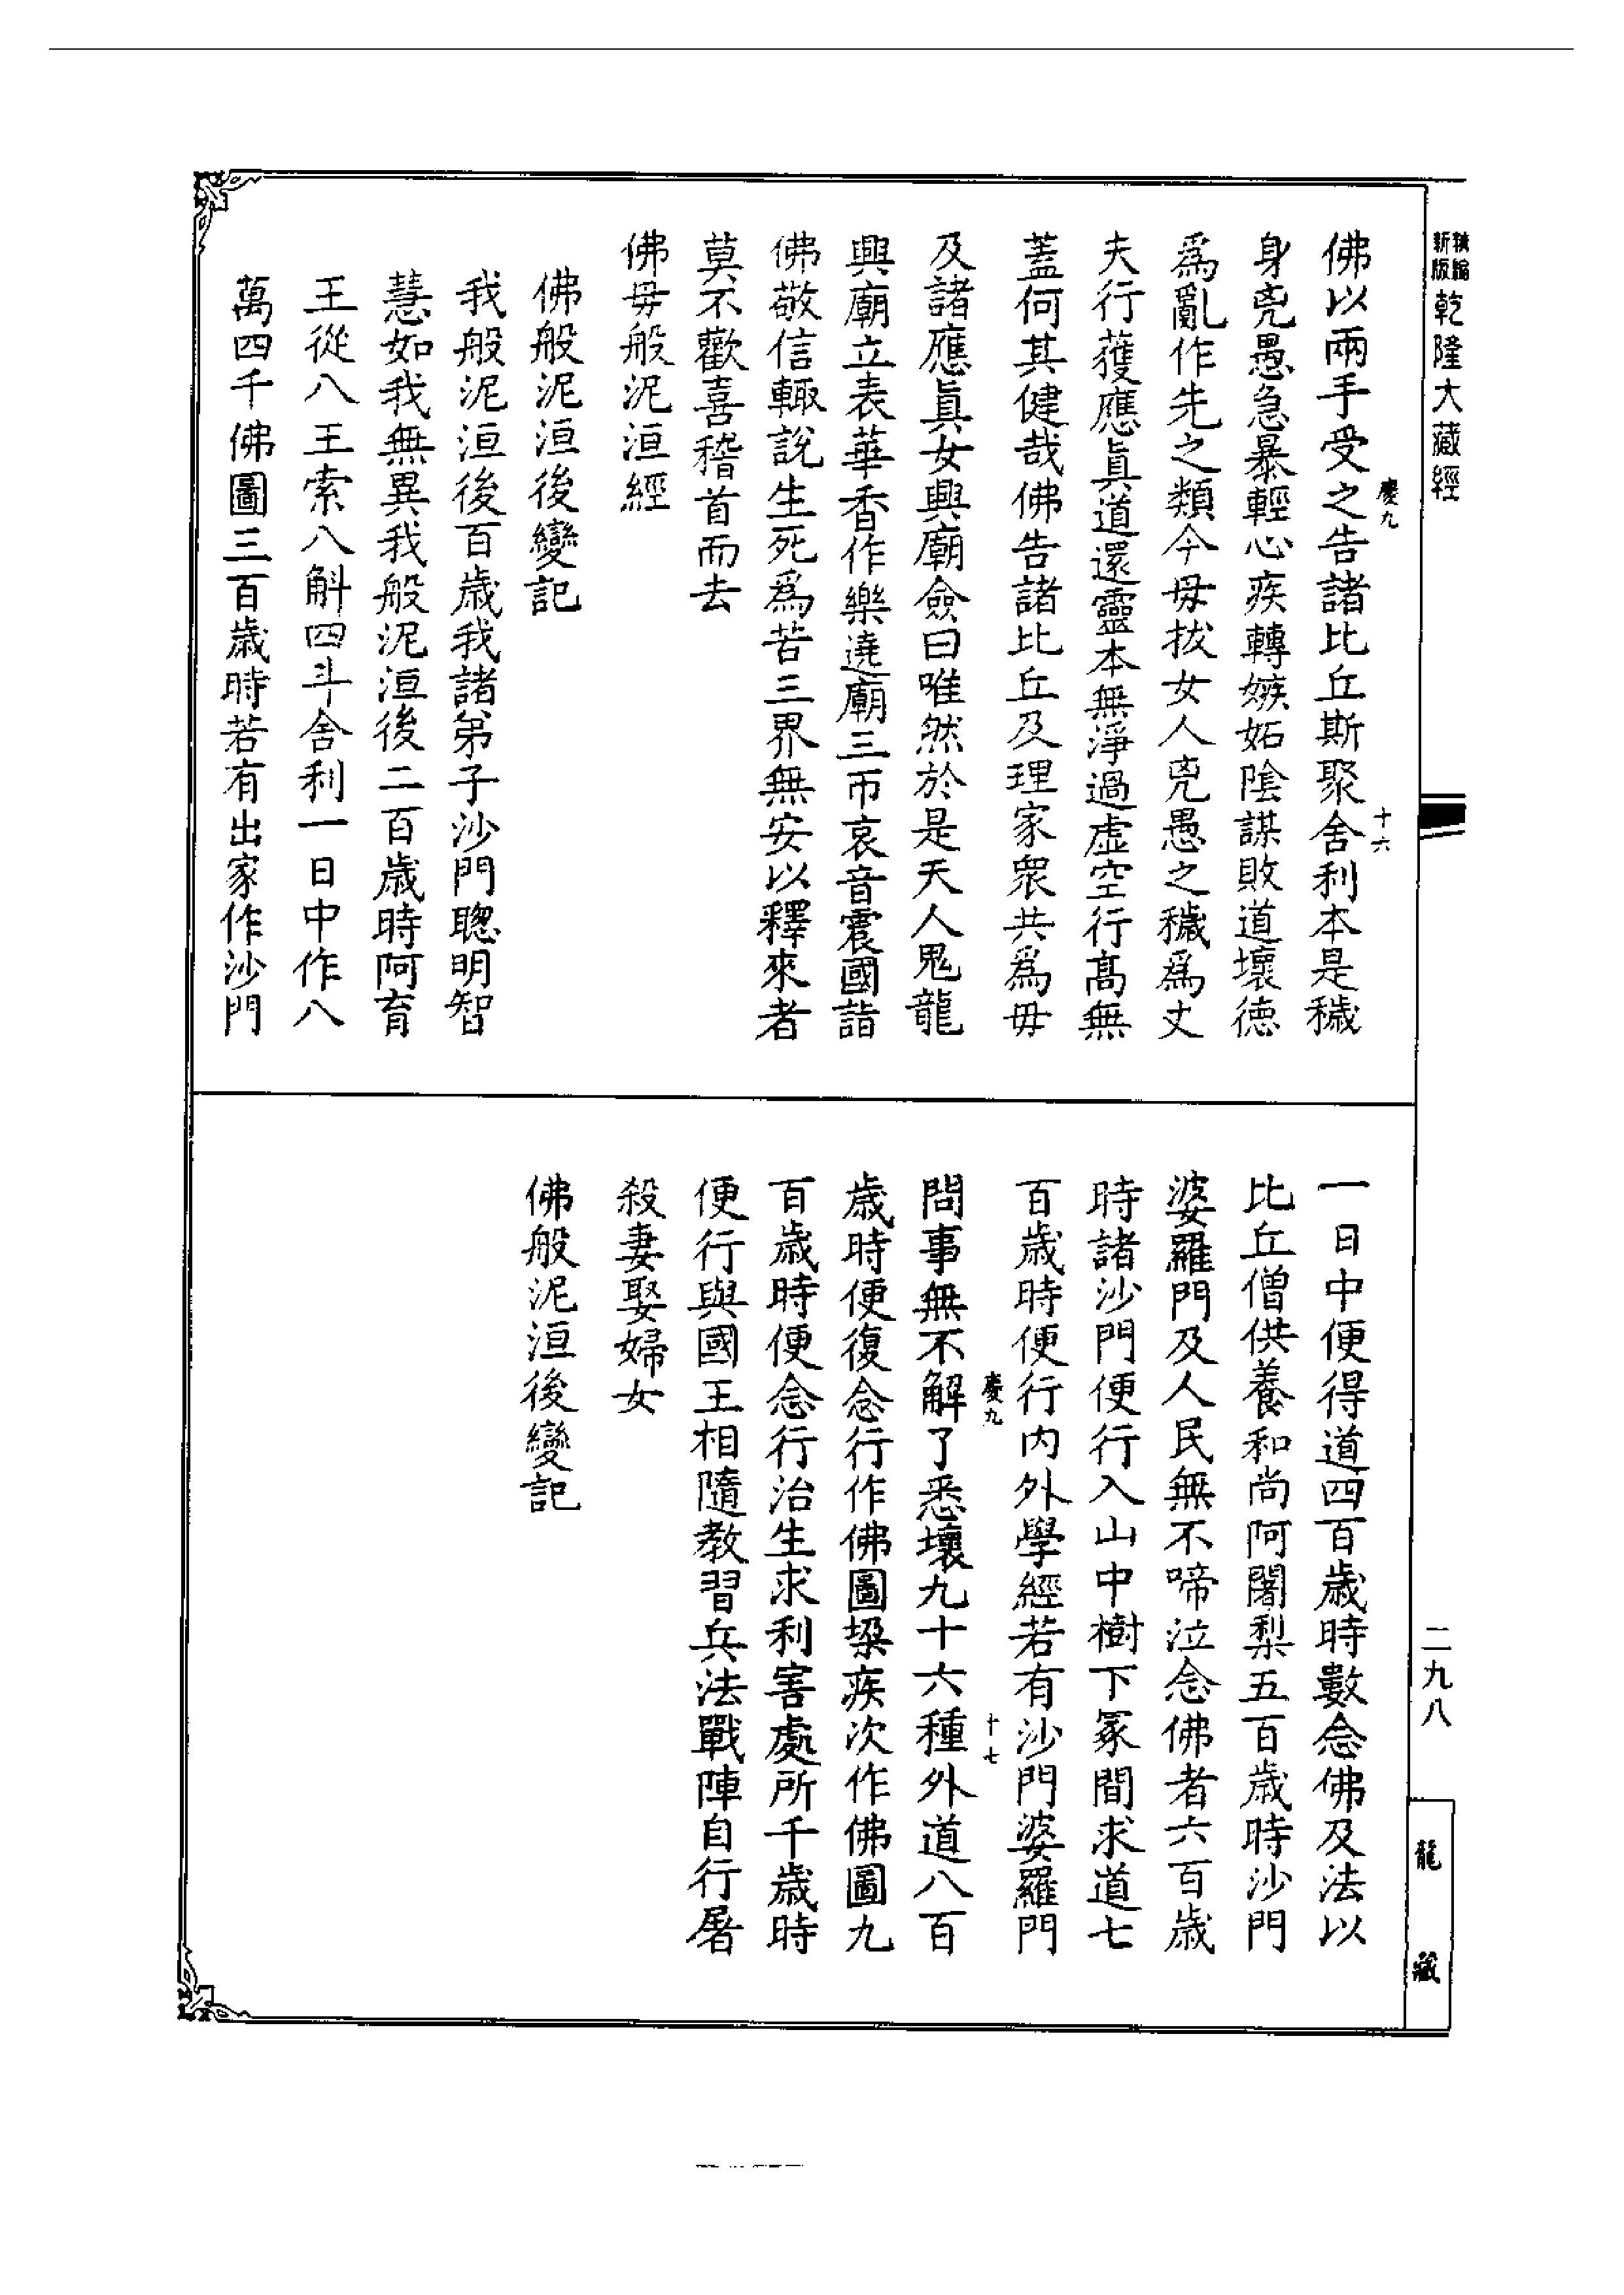 新版
乾隆大藏經
慶九
十六
佛以兩手受之告諸比丘斯聚舍利本是穢
身兇愚急暴輕心疾轉嫉妬陰謀敗道壞德
爲亂作先之類今毋拔女人兇愚之穢爲丈
夫行獲應眞道還靈本無淨過虛空行高無
蓋何其健哉佛告諸比丘及理家衆共爲毋
及諸應眞女興廟僉曰唯然於是天人鬼龍
興廟立表華香作樂遶廟三帀哀音震國詣
佛敬信輙說生死爲苦三界無安以釋來者
莫不歡喜稽首而去
佛毋般泥洹經
佛般泥洹後變記
我般泥洹後百歲我諸弟子沙門聰明智
慧如我無異我般泥洹後二百歲時阿育
王從八王索八斛四斗舍利一日中作八
萬四千佛圖三百歲時若有出家作沙門
一日中便得道四百歲時數念佛及法以
比丘僧供養和尚阿闍梨五百歲時沙門
婆羅門及人民無不啼泣念佛者六百歲
時諸沙門便行入山中樹下冢間求道七
百歲時便行内外學經若有沙門婆羅門
慶九
十七
問事無不解了悉壞九十六種外道八百
歲時便復念行作佛圖槼疾次作佛圖九
百歲時便念行治生求利害處所千歲時
便行與國王相隨教習兵法戰陣自行屠
殺妻娶婦女
佛般泥洹後變記
二九八
龍藏